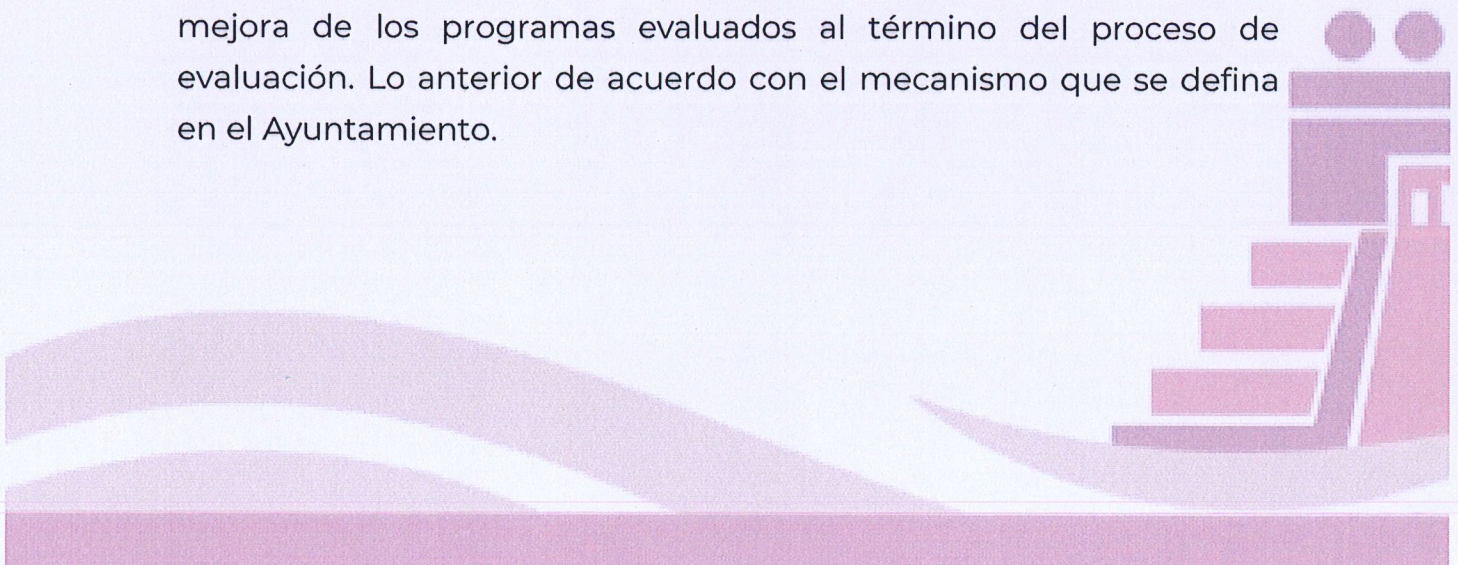 mejora de los programas evaluados al término del proceso de
evaluación. Lo anterior de acuerdo con el mecanismo que se defina
en el Ayuntamiento.